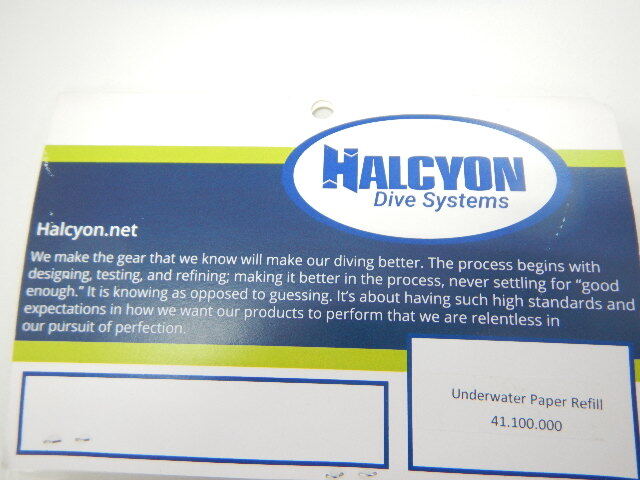 HALCYON
Dive Systems
Halcyon.net
We make the gear that we know will make our diving better. The process begins with
designing, testing, and refining; making it better in the process, never settling for “good
enough.” It is knowing as opposed to guessing. It’s about having such high standards and
expectations in how we want our products to perform that we are relentless in
our pursuit of perfection.
Underwater Paper Refill
41.100.000